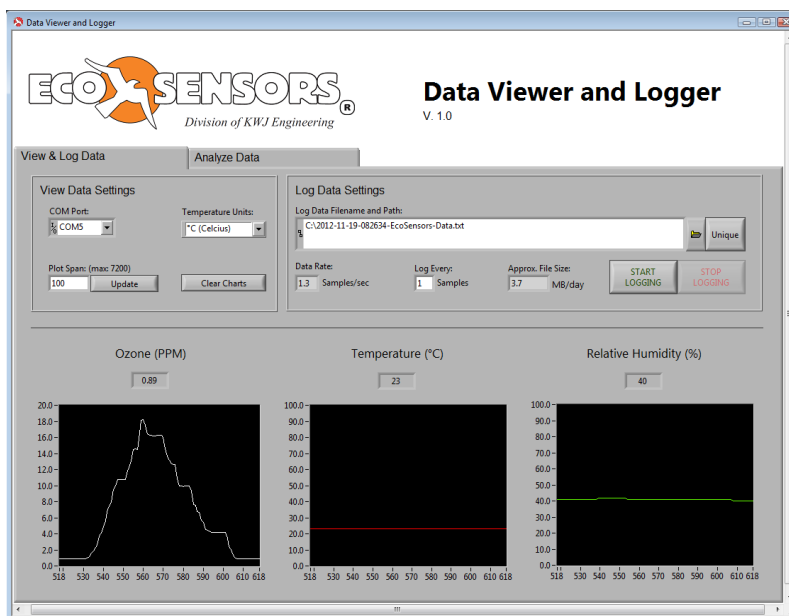 Data Viewer and Logger
ECO SENSORS ®
Division of KWJ Engineering
Data Viewer and Logger
V. 1.0
View & Log Data
Analyze Data
View Data Settings
COM Port:
COM5
Temperature Units:
°C (Celcius)
Plot Span: (max: 7200)
100
Update
Clear Charts
Log Data Settings
Log Data Filename and Path:
C:\2012-11-19-082634-EcoSensors-Data.txt
Unique
Data Rate:
1.3 Samples/sec
Log Every:
1 Samples
Approx. File Size:
3.7 MB/day
START
LOGGING
STOP
LOGGING
Ozone (PPM)
0.89
20.0
18.0
16.0
14.0
12.0
10.0
8.0
6.0
4.0
2.0
0.0
518 530 540 550 560 570 580 590 600 610 618
Temperature (°C)
23
100.0
90.0
80.0
70.0
60.0
50.0
40.0
30.0
20.0
10.0
0.0
518 530 540 550 560 570 580 590 600 610 618
Relative Humidity (%)
40
100.0
90.0
80.0
70.0
60.0
50.0
40.0
30.0
20.0
10.0
0.0
518 530 540 550 560 570 580 590 600 610 618